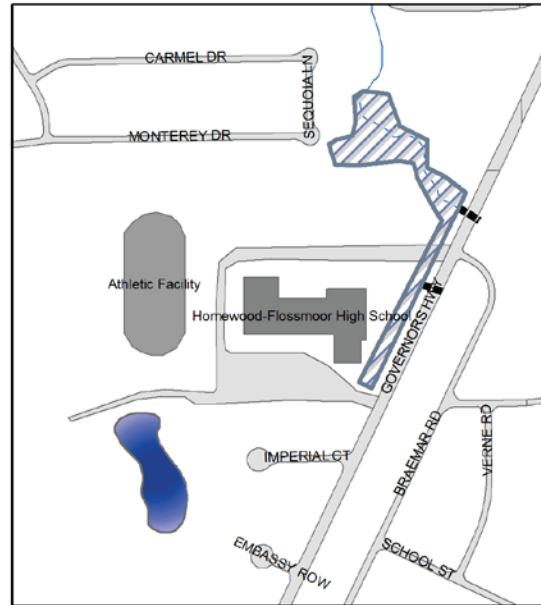 CARMEL DR
SEQUOIA LN
MONTEREY DR
Athletic Facility
Homewood-Flossmoor High School
GOVERNORS HWY
BRAEMAR RD
VERNE RD
IMPERIAL CT
EMBASSY ROW
SCHOOL ST